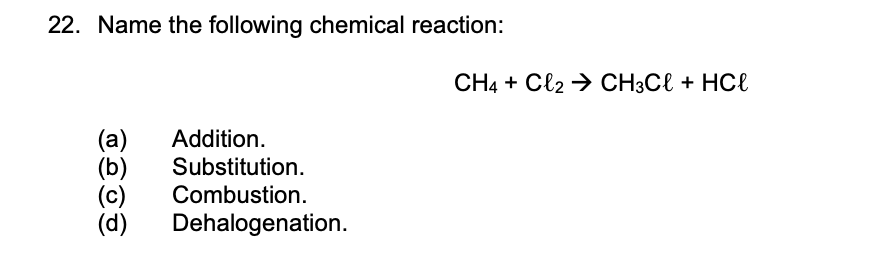 22. Name the following chemical reaction:
CH₄ + Cℓ₂ → CH₃Cℓ + HCℓ
(a) Addition.
(b) Substitution.
(c) Combustion.
(d) Dehalogenation.